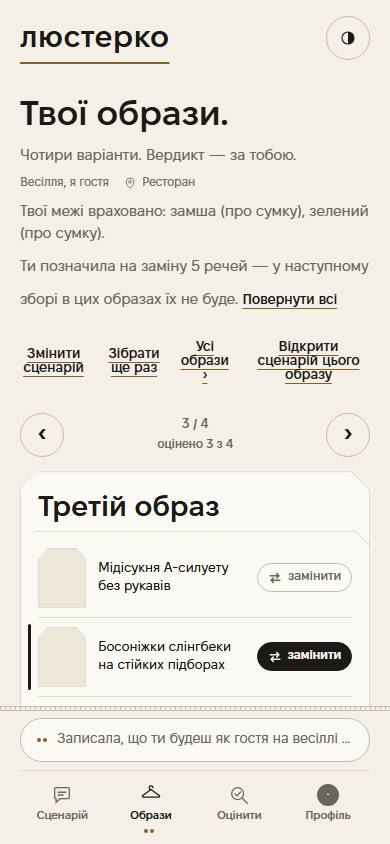 люстерко
Твої образи.
Чотири варіанти. Вердикт — за тобою.
Весілля, я гостя Ресторан
Твої межі враховано: замша (про сумку), зелений
(про сумку).
Ти позначила на заміну 5 речей — у наступному
зборі в цих образах їх не буде. Повернути всі
Змінити
сценарій
Зібрати
ще раз
Усі
образи
›
Відкрити
сценарій цього
образу
‹
3 / 4
оцінено 3 з 4
›
Третій образ
Мідісукня А-силуету
без рукавів
замінити
Босоніжки слінгбеки
на стійких підборах
замінити
Записала, що ти будеш як гостя на весіллі ...
Сценарій Образи Оцінити Профіль